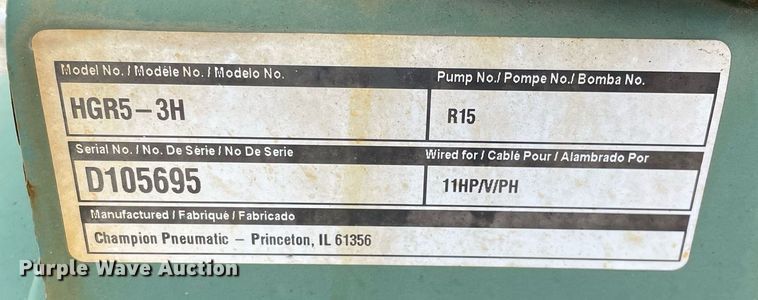 Model No. / Modèle No. / Modelo No.
Pump No./ Pompe No./ Bomba No.
HGR5–3H
R15
Serial No. / No. De Série / No De Serie
Wired for / Cablé Pour / Alambrado Por
D105695
11HP/V/PH
Manufactured / Fabriqué / Fabricado
Champion Pneumatic – Princeton, IL 61356
Purple Wave Auction